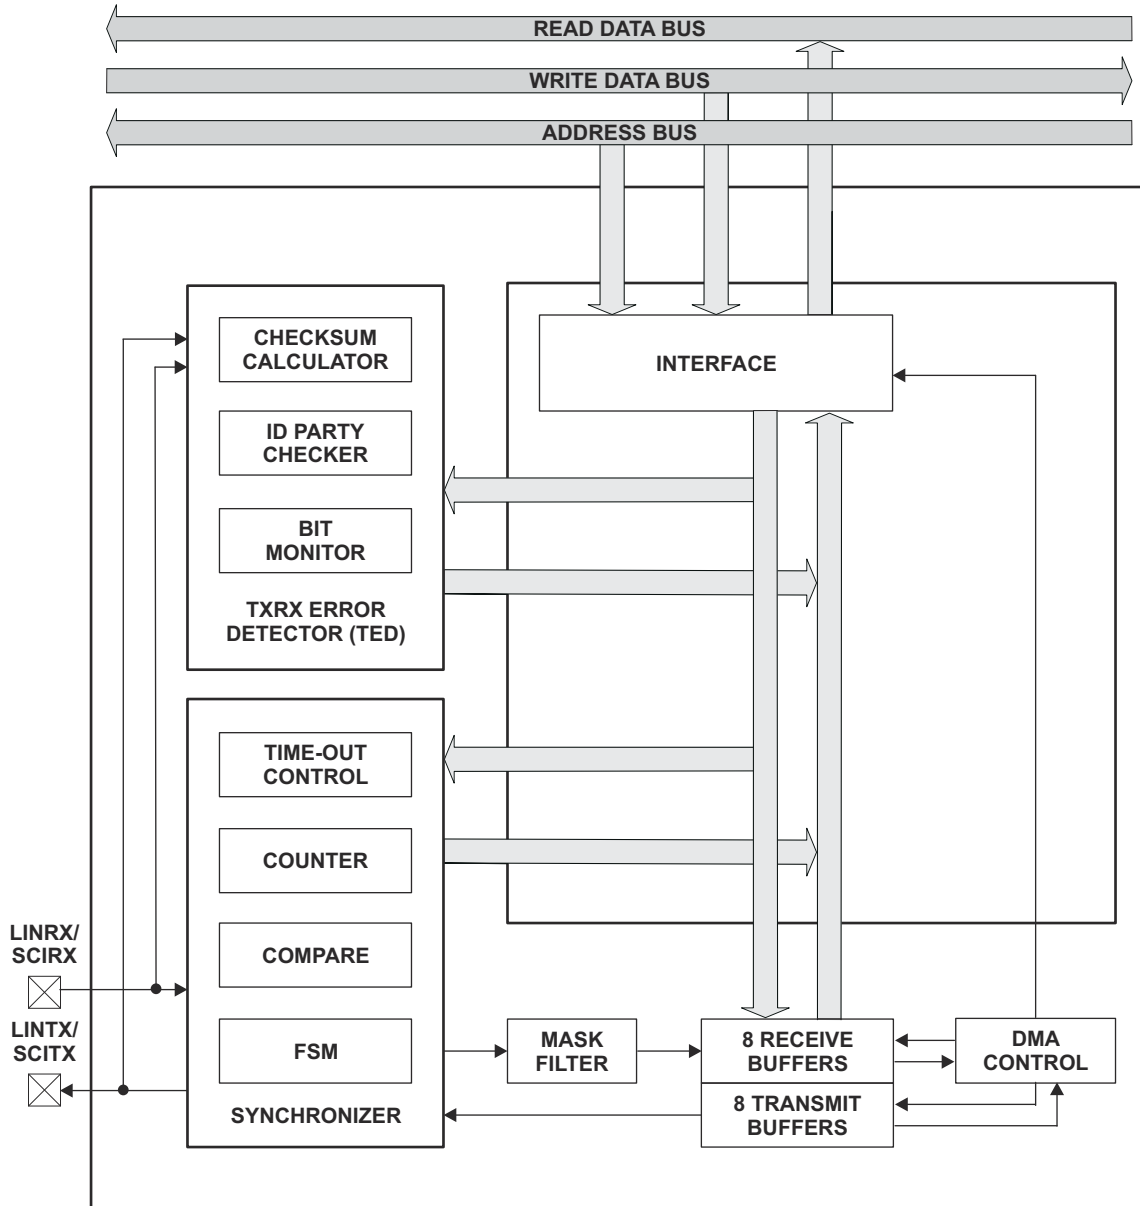 READ DATA BUS
WRITE DATA BUS
ADDRESS BUS
CHECKSUM
CALCULATOR
INTERFACE
ID PARTY
CHECKER
BIT
MONITOR
TXRX ERROR
DETECTOR (TED)
TIME-OUT
CONTROL
COUNTER
COMPARE
LINRX/
SCIRX
LINTX/
SCITX
FSM
SYNCHRONIZER
MASK
FILTER
8 RECEIVE
BUFFERS
8 TRANSMIT
BUFFERS
DMA
CONTROL